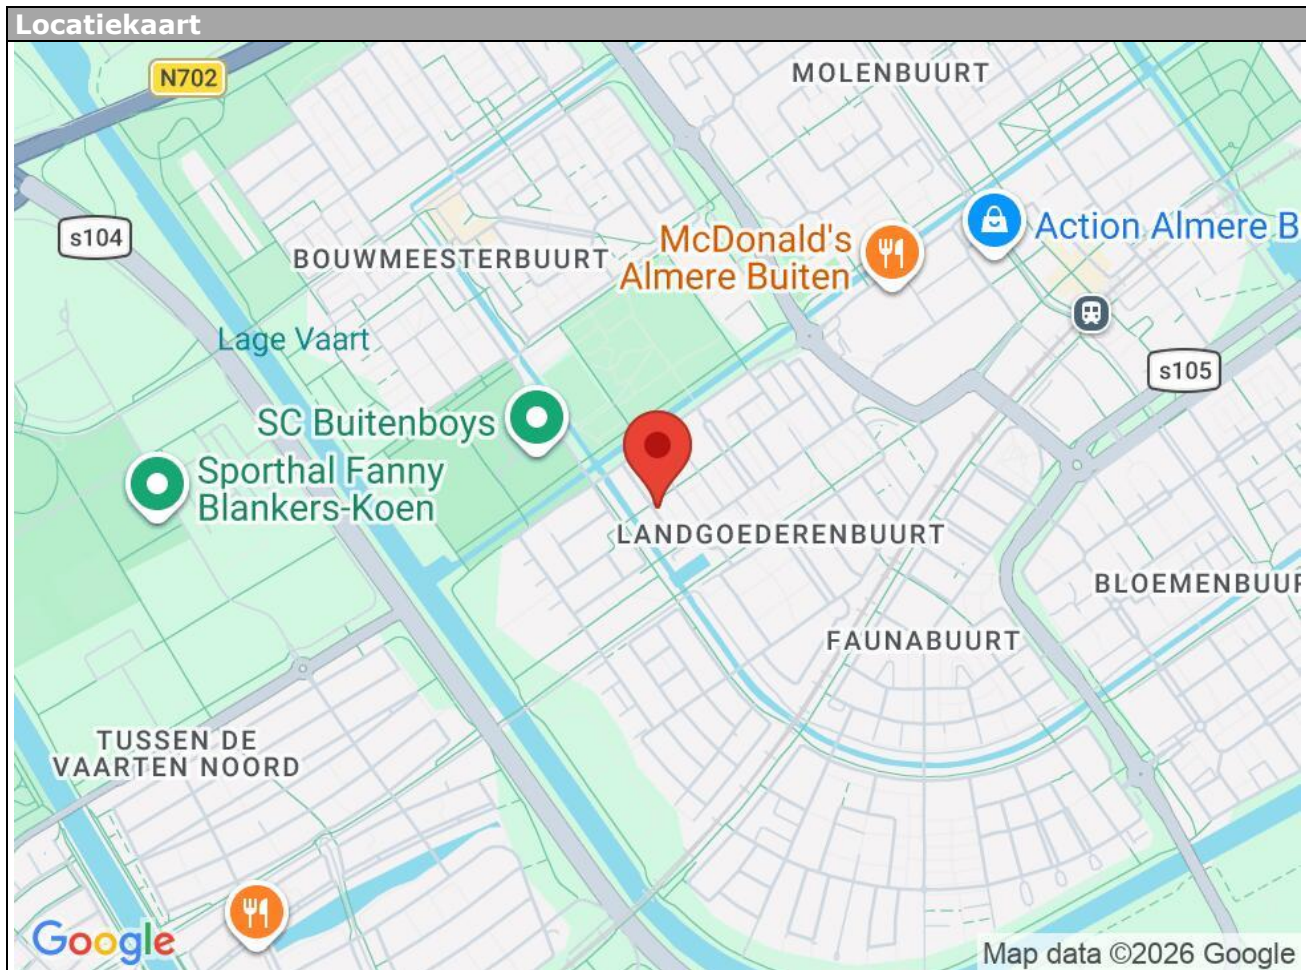 Locatiekaart
N702
MOLENBUURT
s104
McDonald's
Almere Buiten
Action Almere B
BOUWMEESTERBUURT
Lage Vaart
s105
SC Buitenboys
Sporthal Fanny
Blankers-Koen
LANDGOEDERENBUURT
BLOEMENBUUR
FAUNABUURT
TUSSEN DE
VAARTEN NOORD
Google
Map data ©2026 Google